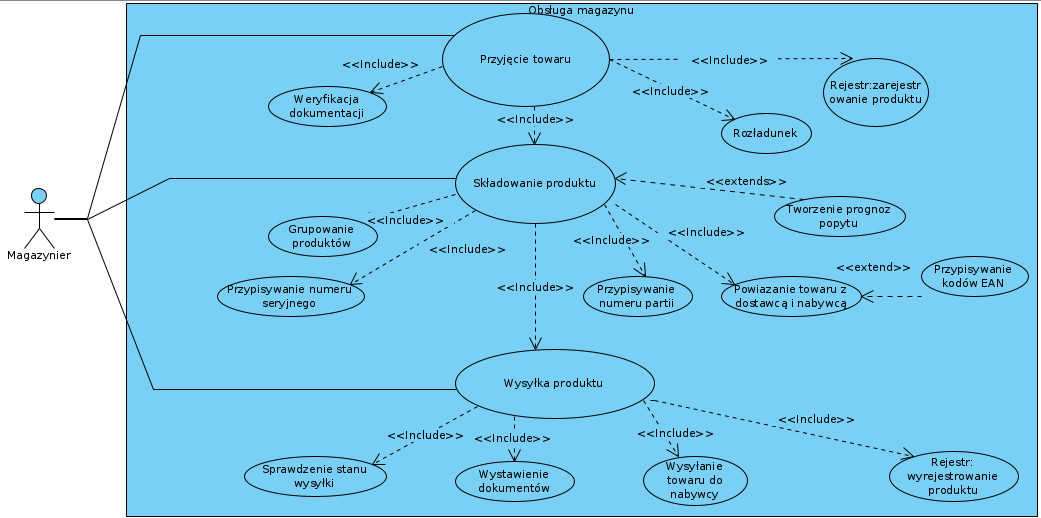 Obsługa magazynu
Przyjęcie towaru
<<Include>>
<<Include>>
Rejestr:zarejestr
owanie produktu
Weryfikacja
dokumentacji
<<Include>>
<<Include>>
Rozładunek
Składowanie produktu
<<extends>>
Tworzenie prognoz
popytu
<<Include>>
Grupowanie
produktów
<<Include>>
<<Include>>
<<Include>>
Magazynier
<<extend>>
Przypisywanie
kodów EAN
Przypisywanie numeru
seryjnego
<<Include>>
Przypisywanie
numeru partii
Powiazanie towaru z
dostawcą i nabywcą
Wysyłka produktu
<<Include>>
<<Include>>
<<Include>>
<<Include>>
Sprawdzenie stanu
wysyłki
Wystawienie
dokumentów
Wysyłanie
towaru do
nabywcy
Rejestr:
wyrejestrowanie
produktu